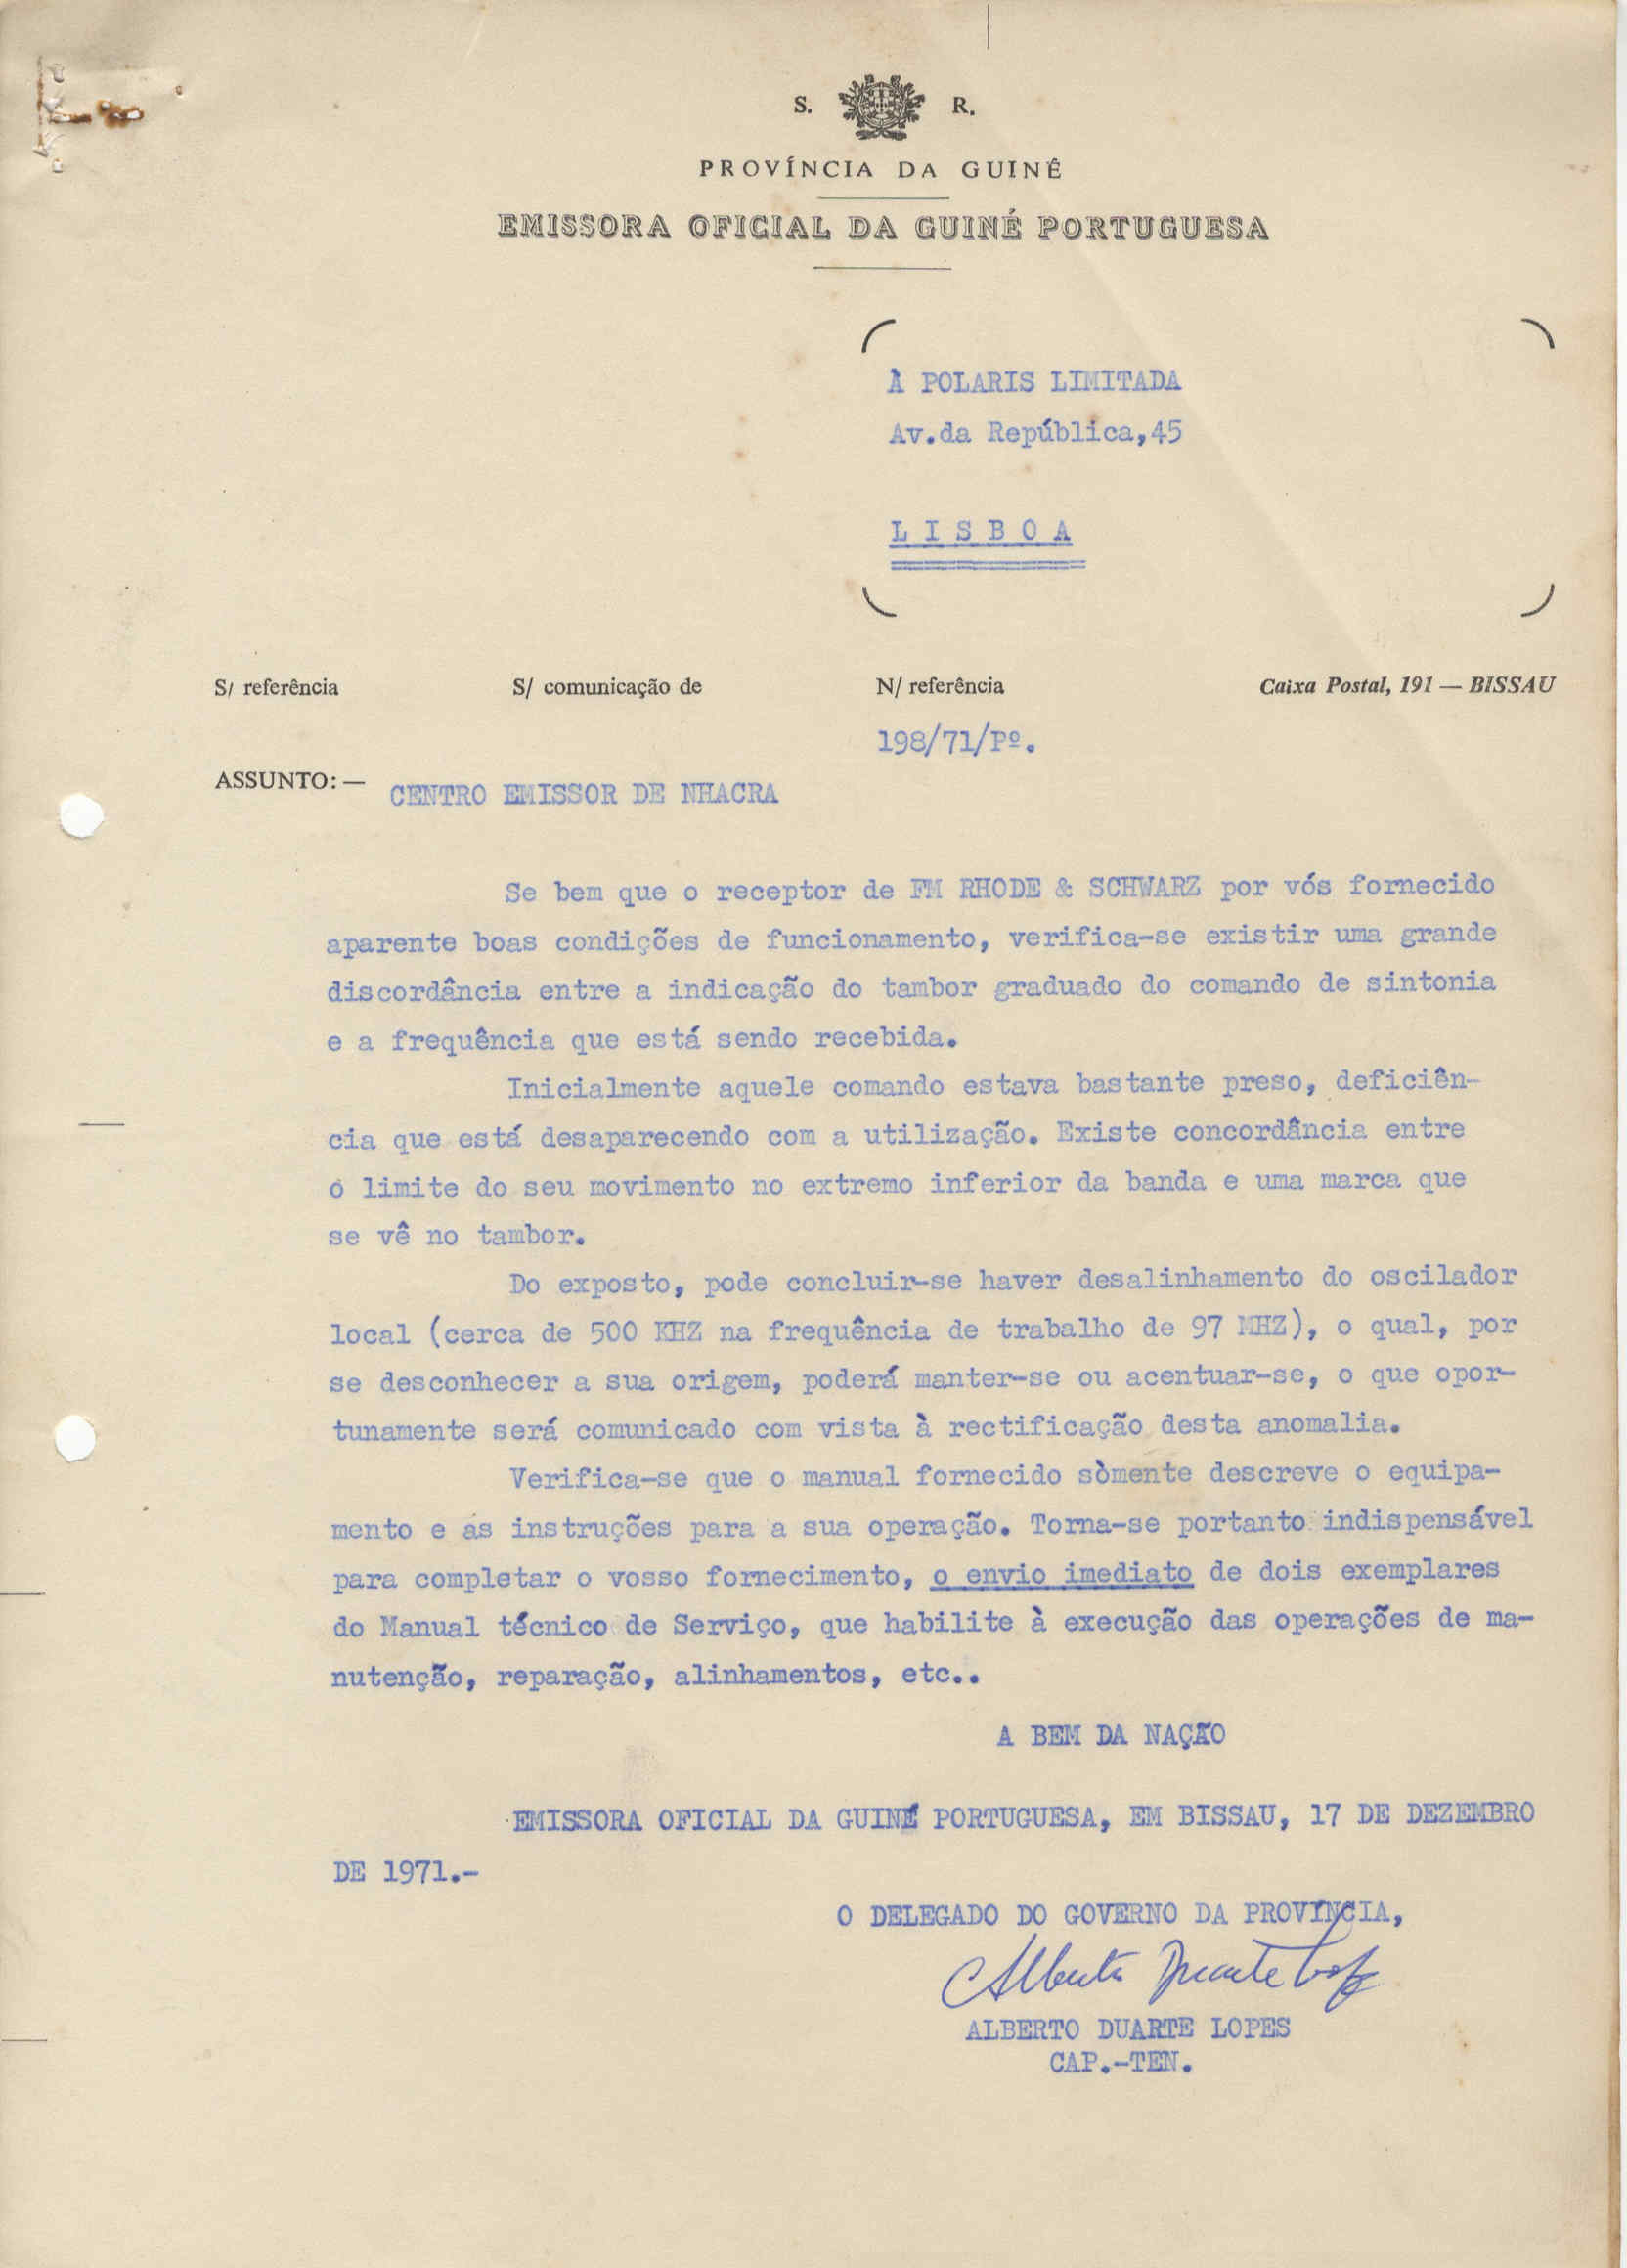 S. R.
PROVÍNCIA DA GUINÉ
EMISSORA OFICIAL DA GUINÉ PORTUGUESA
À POLARIS LIMITADA
Av.da República,45
L I S B O A
S/ referência S/ comunicação de N/ referência Caixa Postal, 191 — BISSAU
198/71/Pº.
ASSUNTO: — CENTRO EMISSOR DE NHACRA
Se bem que o receptor de FM RHODE & SCHWARZ por vós fornecido
aparente boas condições de funcionamento, verifica-se existir uma grande
discordância entre a indicação do tambor graduado do comando de sintonia
e a frequência que está sendo recebida.
Inicialmente aquele comando estava bastante preso, deficiên-
cia que está desaparecendo com a utilização. Existe concordância entre
o limite do seu movimento no extremo inferior da banda e uma marca que
se vê no tambor.
Do exposto, pode concluir-se haver desalinhamento do oscilador
local (cerca de 500 KHZ na frequência de trabalho de 97 MHZ), o qual, por
se desconhecer a sua origem, poderá manter-se ou acentuar-se, o que opor-
tunamente será comunicado com vista à rectificação desta anomalia.
Verifica-se que o manual fornecido sòmente descreve o equipa-
mento e as instruções para a sua operação. Torna-se portanto indispensável
para completar o vosso fornecimento, o envio imediato de dois exemplares
do Manual técnico de Serviço, que habilite à execução das operações de ma-
nutenção, reparação, alinhamentos, etc..
A BEM DA NAÇÃO
EMISSORA OFICIAL DA GUINÉ PORTUGUESA, EM BISSAU, 17 DE DEZEMBRO
DE 1971.-
O DELEGADO DO GOVERNO DA PROVÍNCIA,
Alberto Duarte Lopes
ALBERTO DUARTE LOPES
CAP.-TEN.